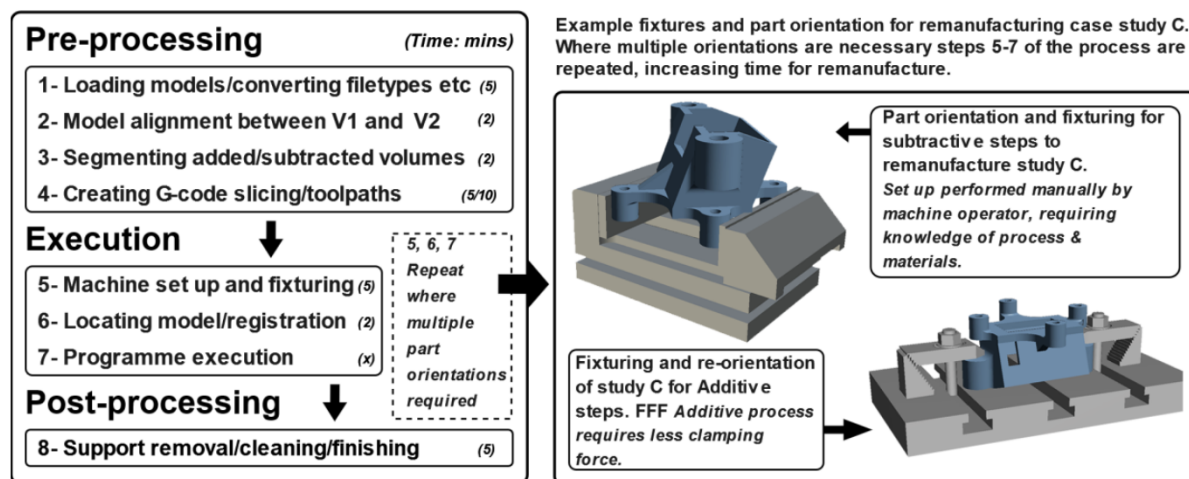 Pre-processing (Time: mins)
1- Loading models/converting filetypes etc (5)
2- Model alignment between V1 and V2 (2)
3- Segmenting added/subtracted volumes (2)
4- Creating G-code slicing/toolpaths (5/10)
Execution
5- Machine set up and fixturing (5)
6- Locating model/registration (2)
7- Programme execution (x)
5, 6, 7
Repeat
where
multiple
part
orientations
required
Post-processing
8- Support removal/cleaning/finishing (5)
Example fixtures and part orientation for remanufacturing case study C.
Where multiple orientations are necessary steps 5-7 of the process are
repeated, increasing time for remanufacture.
Part orientation and fixturing for
subtractive steps to
remanufacture study C.
Set up performed manually by
machine operator, requiring
knowledge of process &
materials.
Fixturing and re-orientation
of study C for Additive
steps. FFF Additive process
requires less clamping
force.